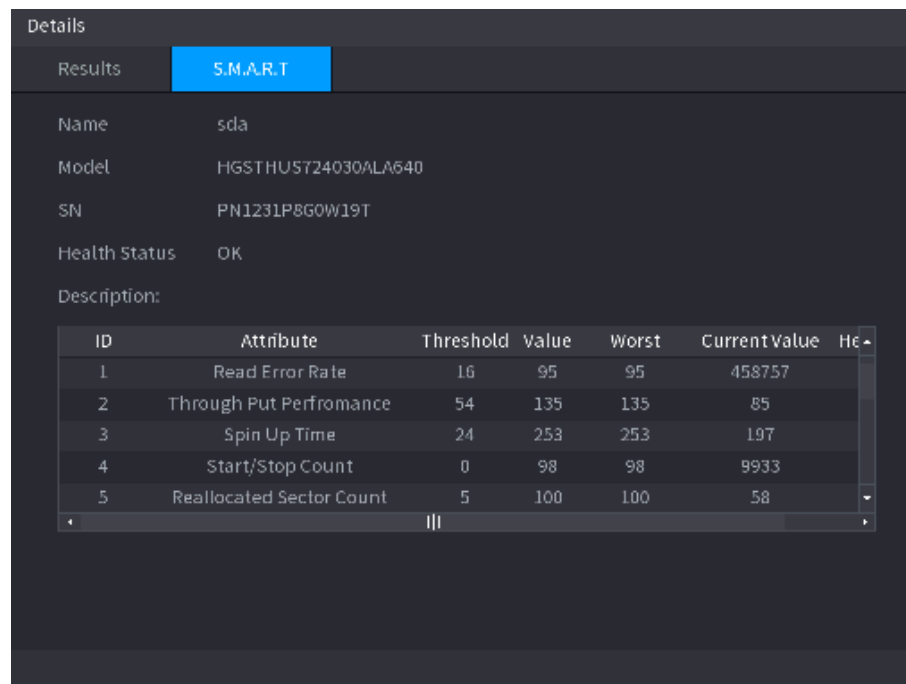 Details
Results S.M.A.R.T
Name sda
Model HGSTHUS724030ALA640
SN PN1231P8G0W19T
Health Status OK
Description:
ID Attribute Threshold Value Worst Current Value He
1 Read Error Rate 16 95 95 458757
2 Through Put Perfromance 54 135 135 85
3 Spin Up Time 24 253 253 197
4 Start/Stop Count 0 98 98 9933
5 Reallocated Sector Count 5 100 100 58